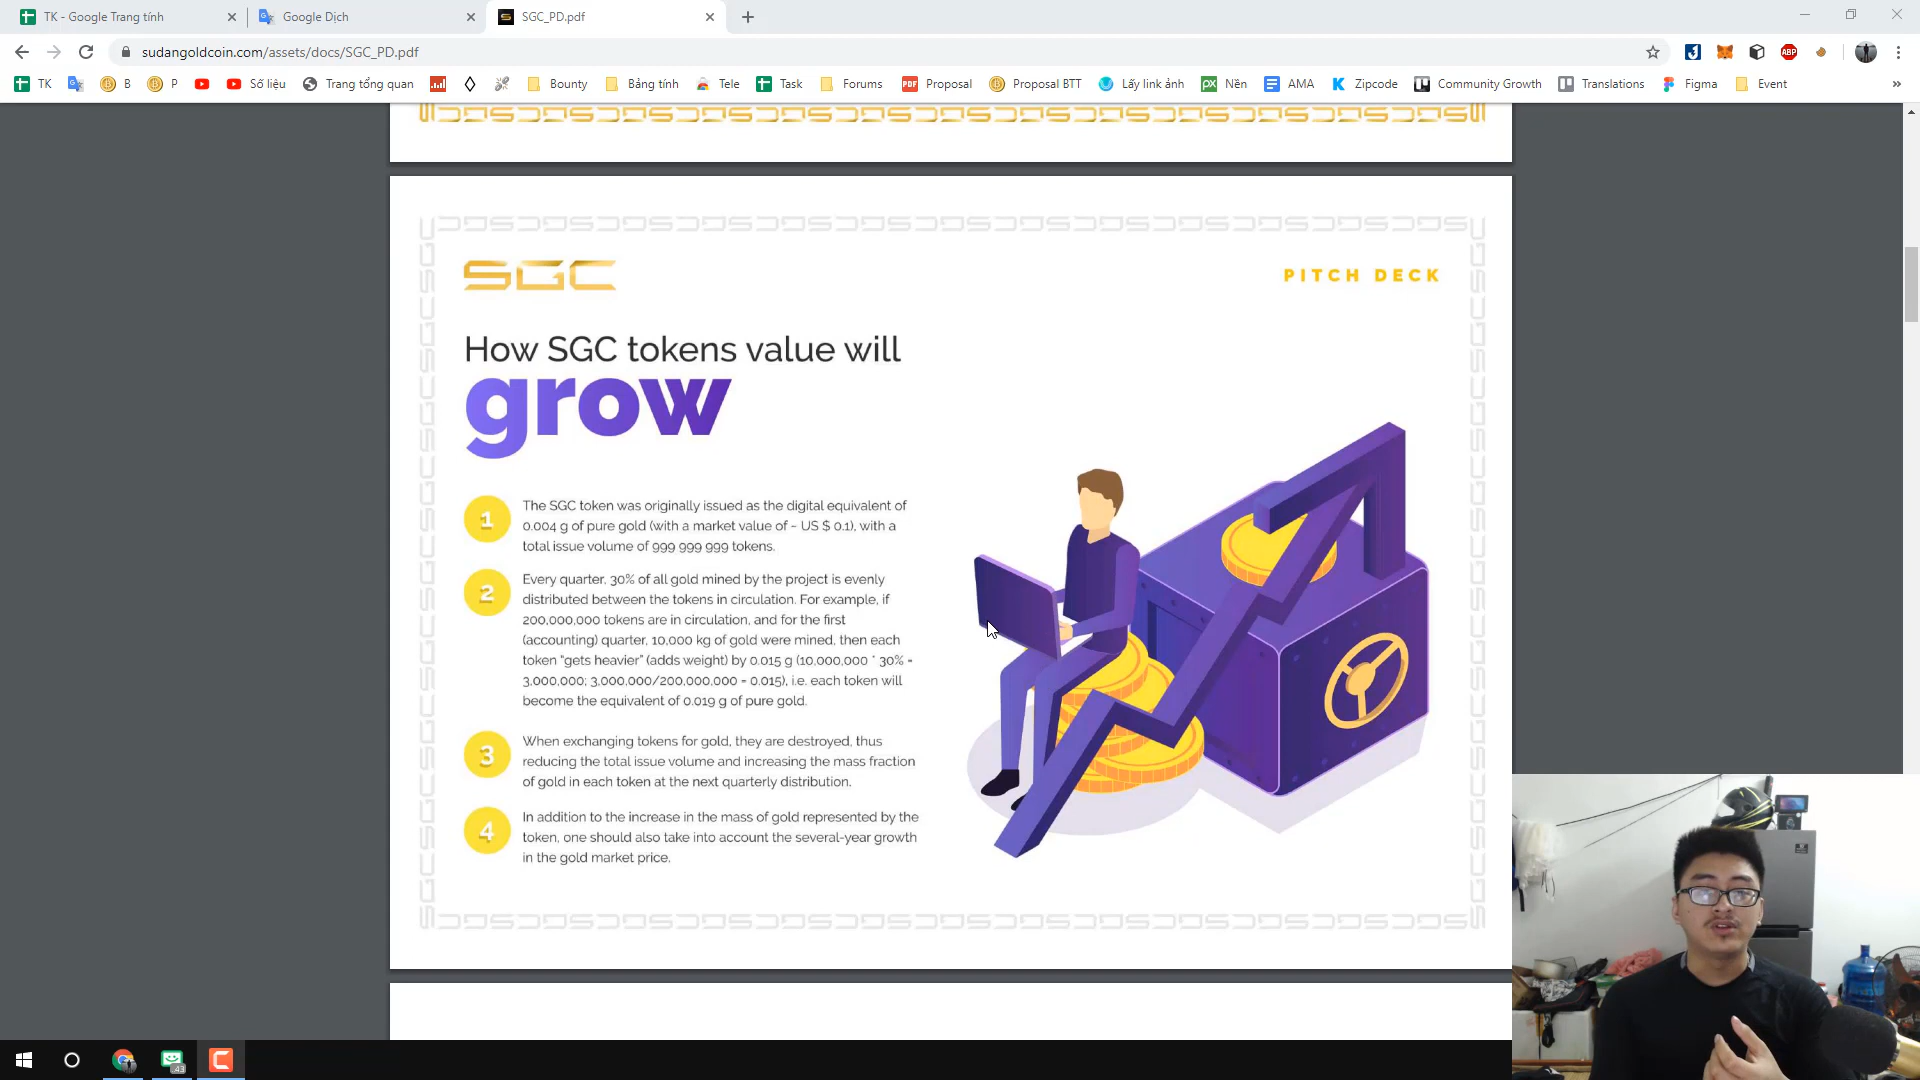 TK - Google Trang tính
Google Dịch
SGC_PD.pdf
sudangoldcoin.com/assets/docs/SGC_PD.pdf
ABP
TK
B
P
Số liệu
Trang tổng quan
Bounty
Bảng tính
Tele
Task
Forums
PDF
Proposal
Proposal BTT
Lấy link ảnh
px
Nền
AMA
Zipcode
Community Growth
Translations
Figma
Event
»
SGC
PITCH DECK
How SGC tokens value will
grow
1
The SGC token was originally issued as the digital equivalent of
0.004 g of pure gold (with a market value of ~ US $ 0.1), with a
total issue volume of 999 999 999 tokens.
2
Every quarter, 30% of all gold mined by the project is evenly
distributed between the tokens in circulation. For example, if
200,000,000 tokens are in circulation, and for the first
(accounting) quarter, 10,000 kg of gold were mined, then each
token "gets heavier" (adds weight) by 0.015 g (10,000,000 * 30% =
3,000,000; 3,000,000/200,000,000 = 0.015), i.e. each token will
become the equivalent of 0.019 g of pure gold.
3
When exchanging tokens for gold, they are destroyed, thus
reducing the total issue volume and increasing the mass fraction
of gold in each token at the next quarterly distribution.
4
In addition to the increase in the mass of gold represented by the
token, one should also take into account the several-year growth
in the gold market price.
43